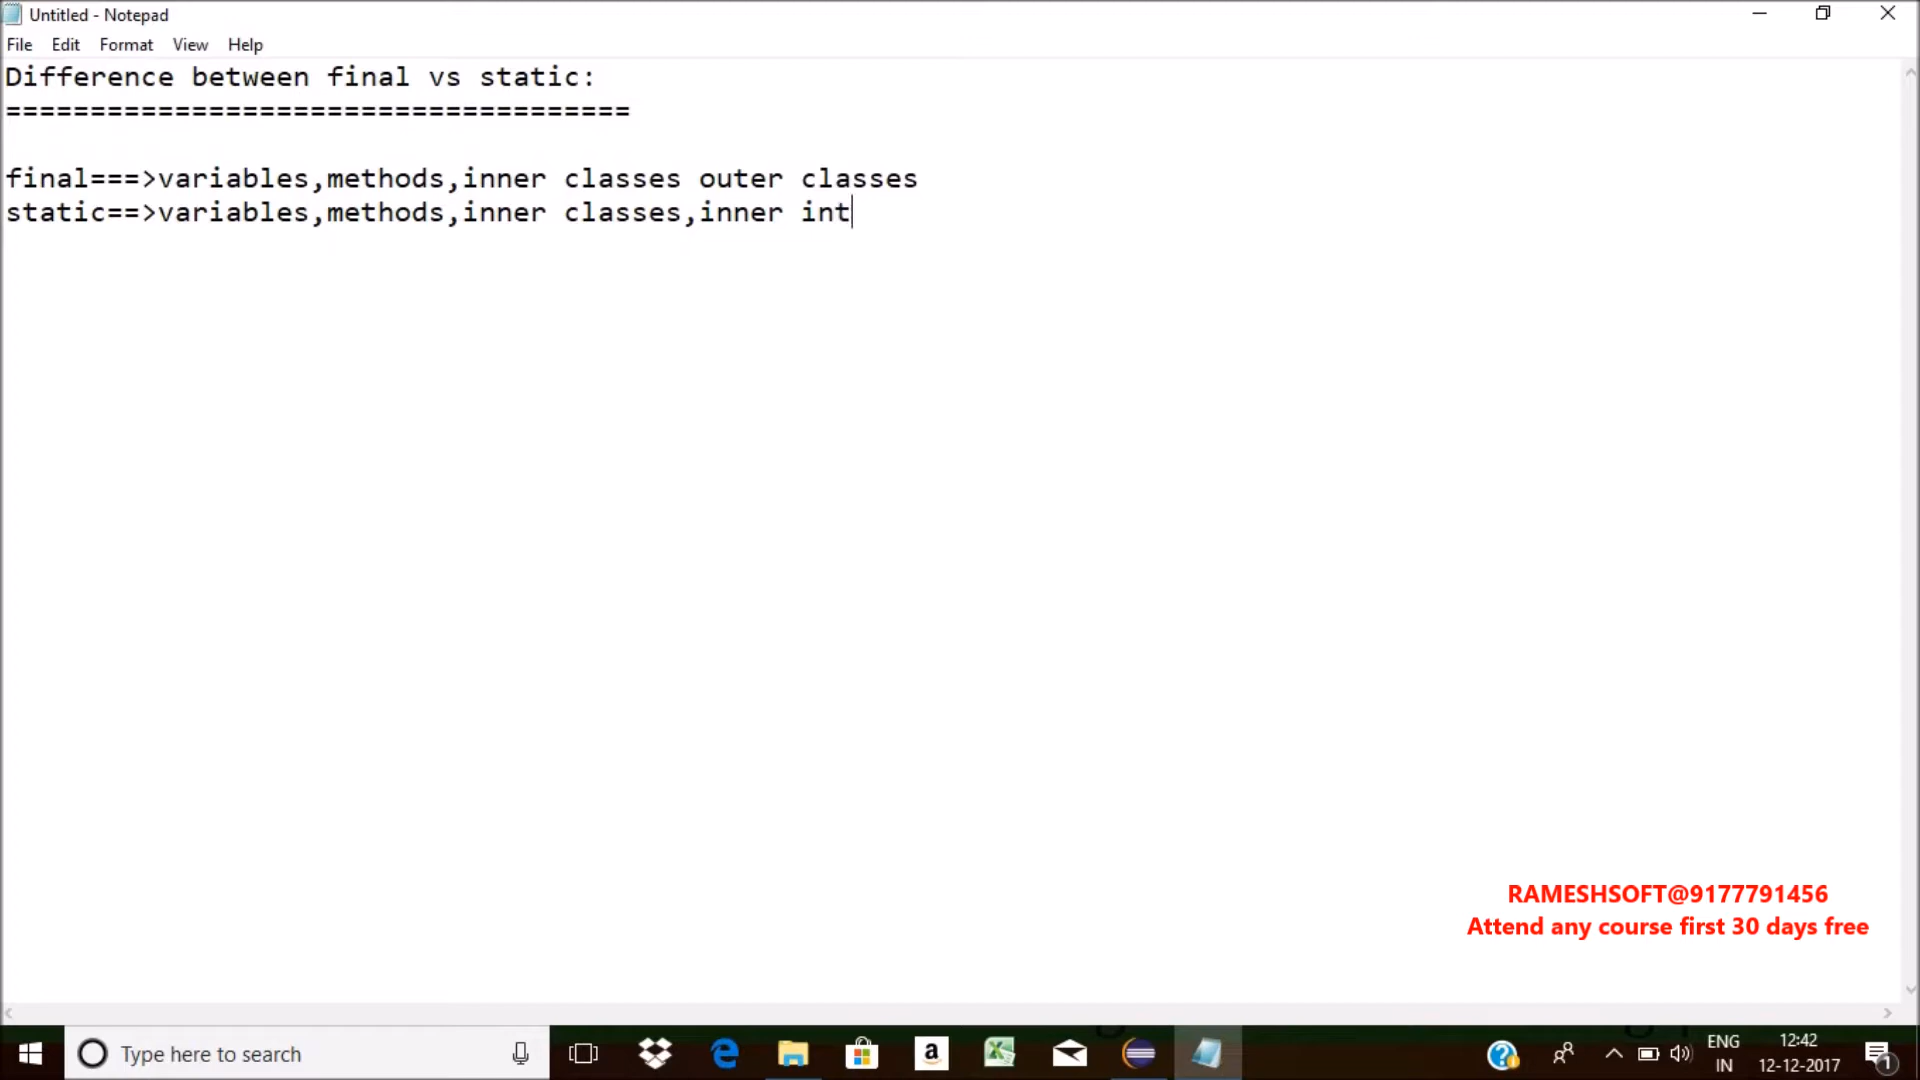 Untitled - Notepad
File Edit Format View Help
Difference between final vs static:
=====================================
final===>variables,methods,inner classes outer classes
static==>variables,methods,inner classes,inner int
RAMESHSOFT@9177791456
Attend any course first 30 days free
Type here to search
ENG
IN
12:42
12-12-2017
1